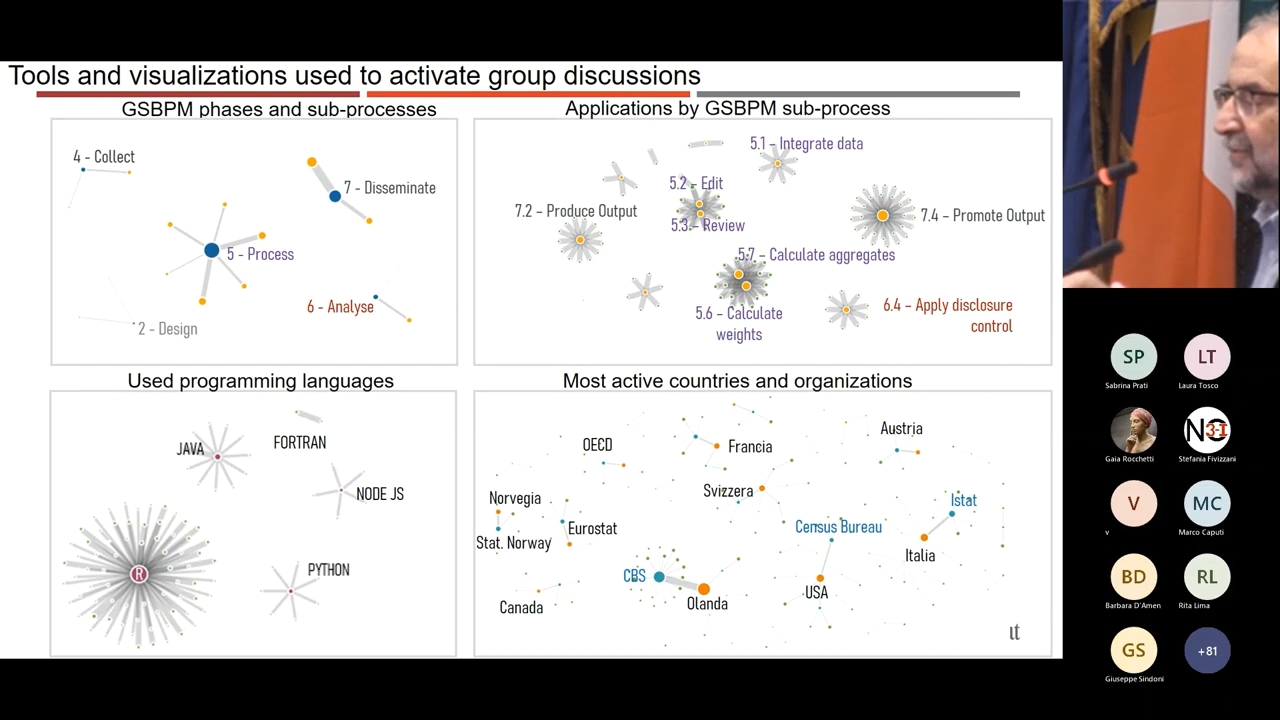 Tools and visualizations used to activate group discussions
GSBPM phases and sub-processes
4 - Collect
7 - Disseminate
5 - Process
6 - Analyse
2 - Design
Applications by GSBPM sub-process
5.1 – Integrate data
5.2 – Edit
7.2 – Produce Output
5.3 – Review
7.4 – Promote Output
5.7 – Calculate aggregates
5.6 – Calculate
weights
6.4 – Apply disclosure
control
Used programming languages
JAVA
FORTRAN
NODE JS
PYTHON
R
Most active countries and organizations
OECD
Francia
Austria
Svizzera
Norvegia
Istat
Eurostat
Census Bureau
Stat. Norway
Italia
CBS
Olanda
USA
Canada
ıt
SP
Sabrina Prati
LT
Laura Tosco
Gaia Rocchetti
N3-I
Stefania Fivizzani
V
v
MC
Marco Caputi
BD
Barbara D'Amen
RL
Rita Lima
GS
Giuseppe Sindoni
+81